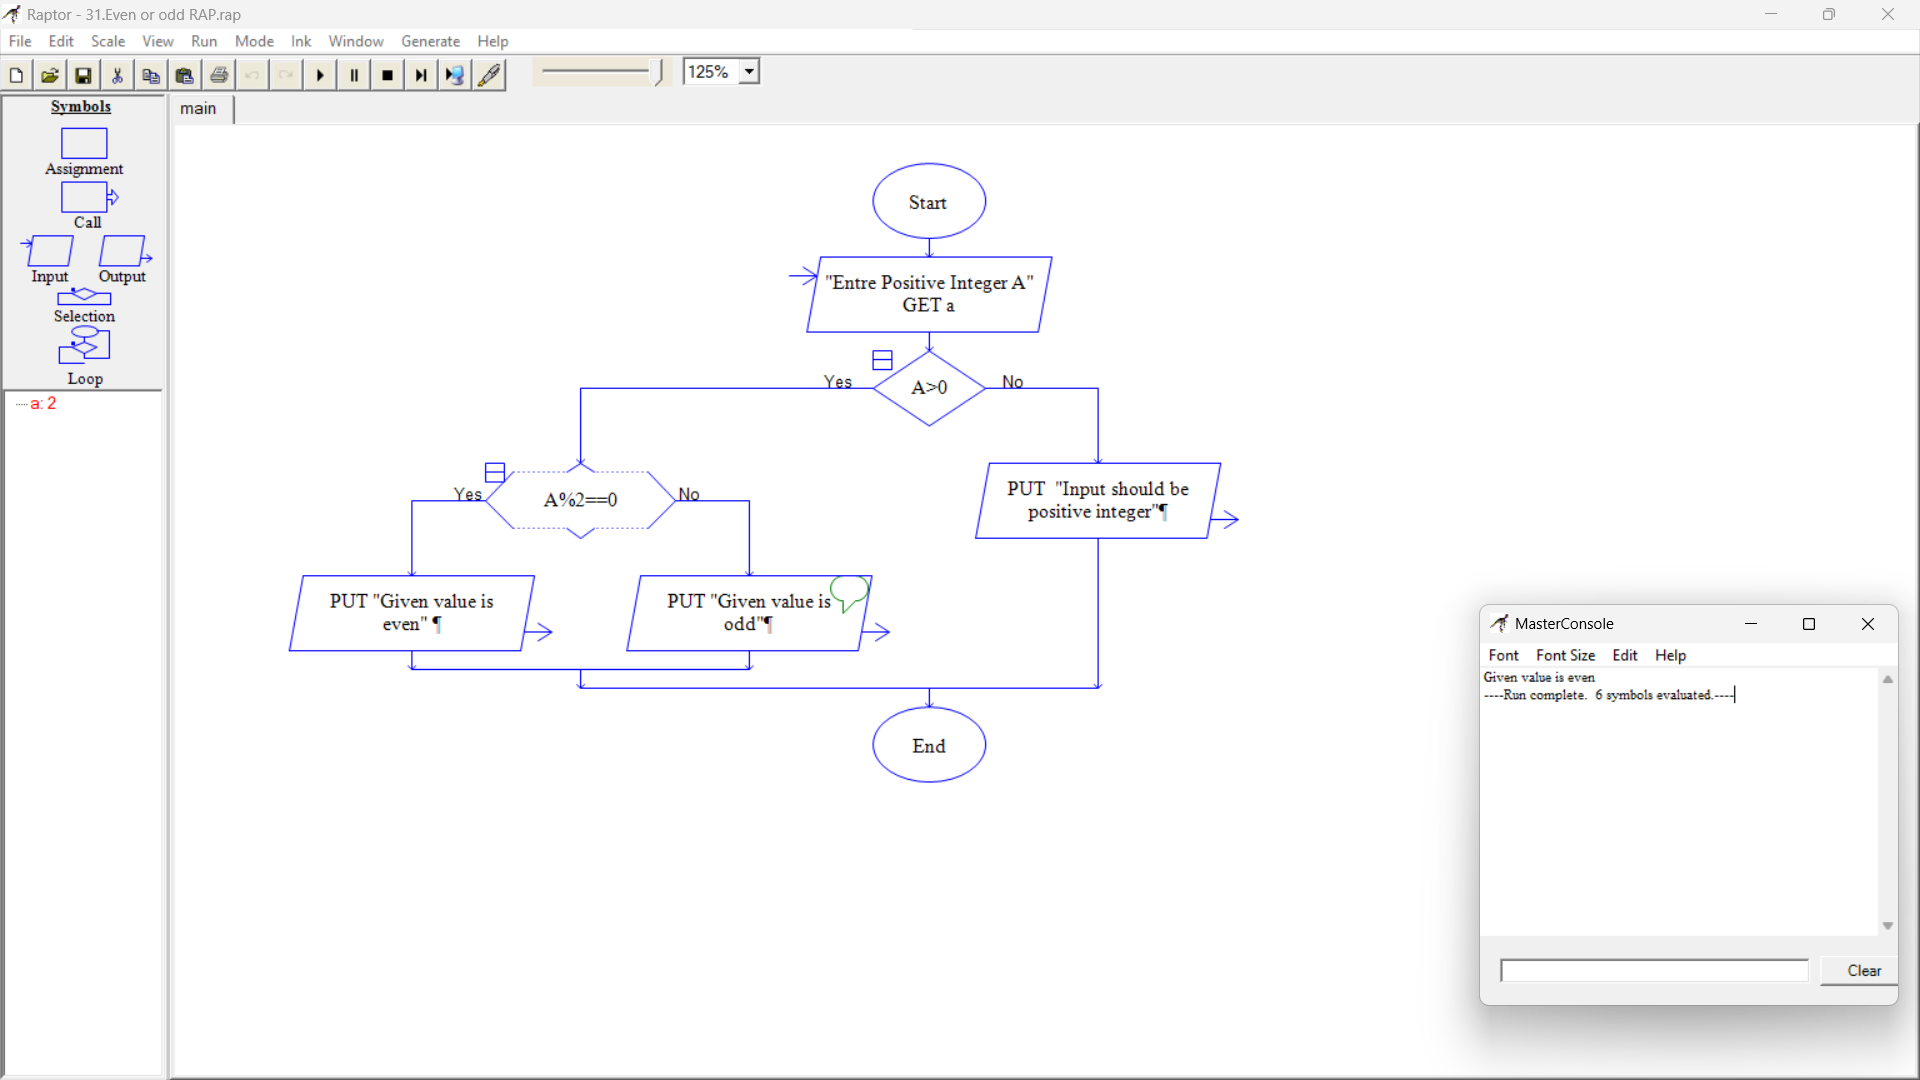 Raptor - 31.Even or odd RAP.rap
File Edit Scale View Run Mode Ink Window Generate Help
125%
Symbols
main
Assignment
Call
Input Output
Selection
Loop
a: 2
Start
"Entre Positive Integer A"
GET a
Yes
A>0
No
Yes
A%2==0
No
PUT "Input should be
positive integer"¶
PUT "Given value is
even" ¶
PUT "Given value is
odd"¶
End
MasterConsole
Font Font Size Edit Help
Given value is even
----Run complete. 6 symbols evaluated.----
Clear